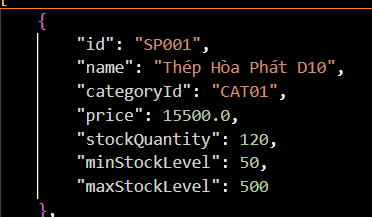 {
"id": "SP001",
"name": "Thép Hòa Phát D10",
"categoryId": "CAT01",
"price": 15500.0,
"stockQuantity": 120,
"minStockLevel": 50,
"maxStockLevel": 500
},